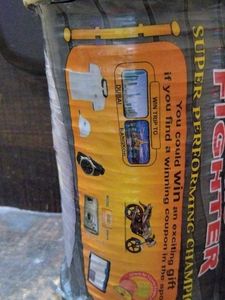 FIGHTER
SUPER PERFORMING CHAMPI
You could win an exciting gift
if you find a winning
coupon in the
WIN TRIP TO:
DUBAI